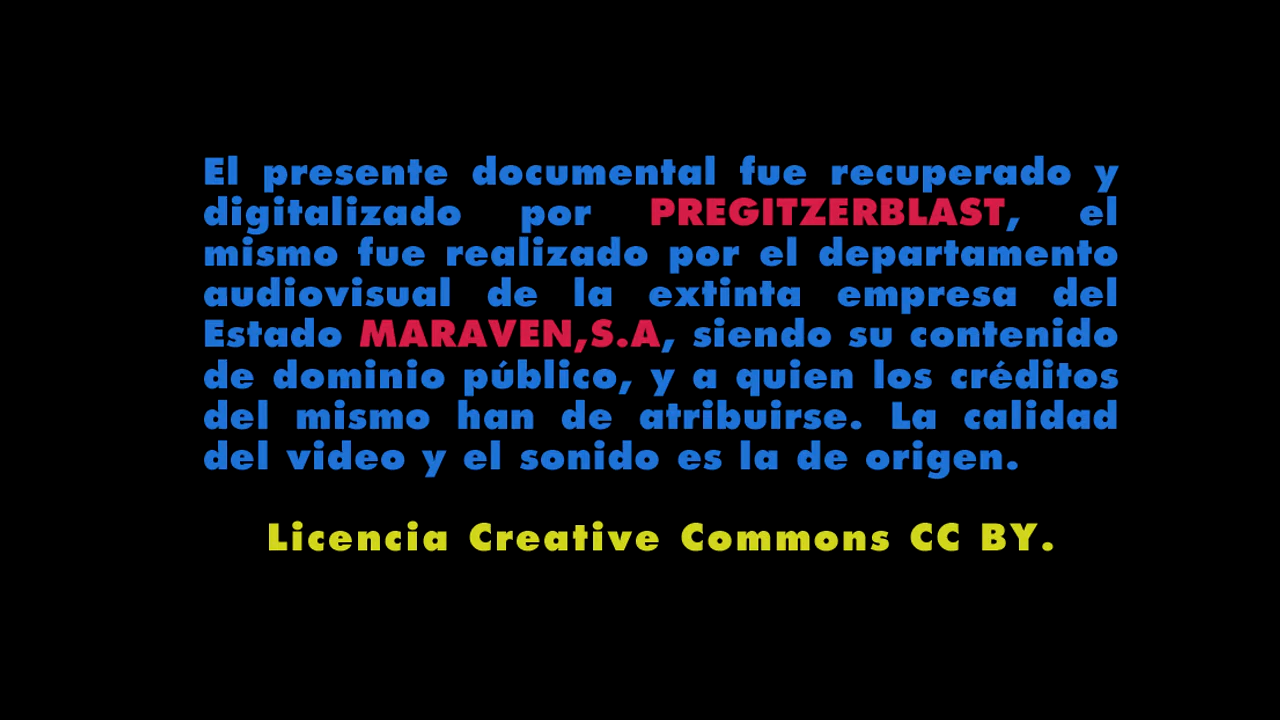 El presente documental fue recuperado y
digitalizado por PREGITZERBLAST, el
mismo fue realizado por el departamento
audiovisual de la extinta empresa del
Estado MARAVEN,S.A, siendo su contenido
de dominio público, y a quien los créditos
del mismo han de atribuirse. La calidad
del video y el sonido es la de origen.
Licencia Creative Commons CC BY.